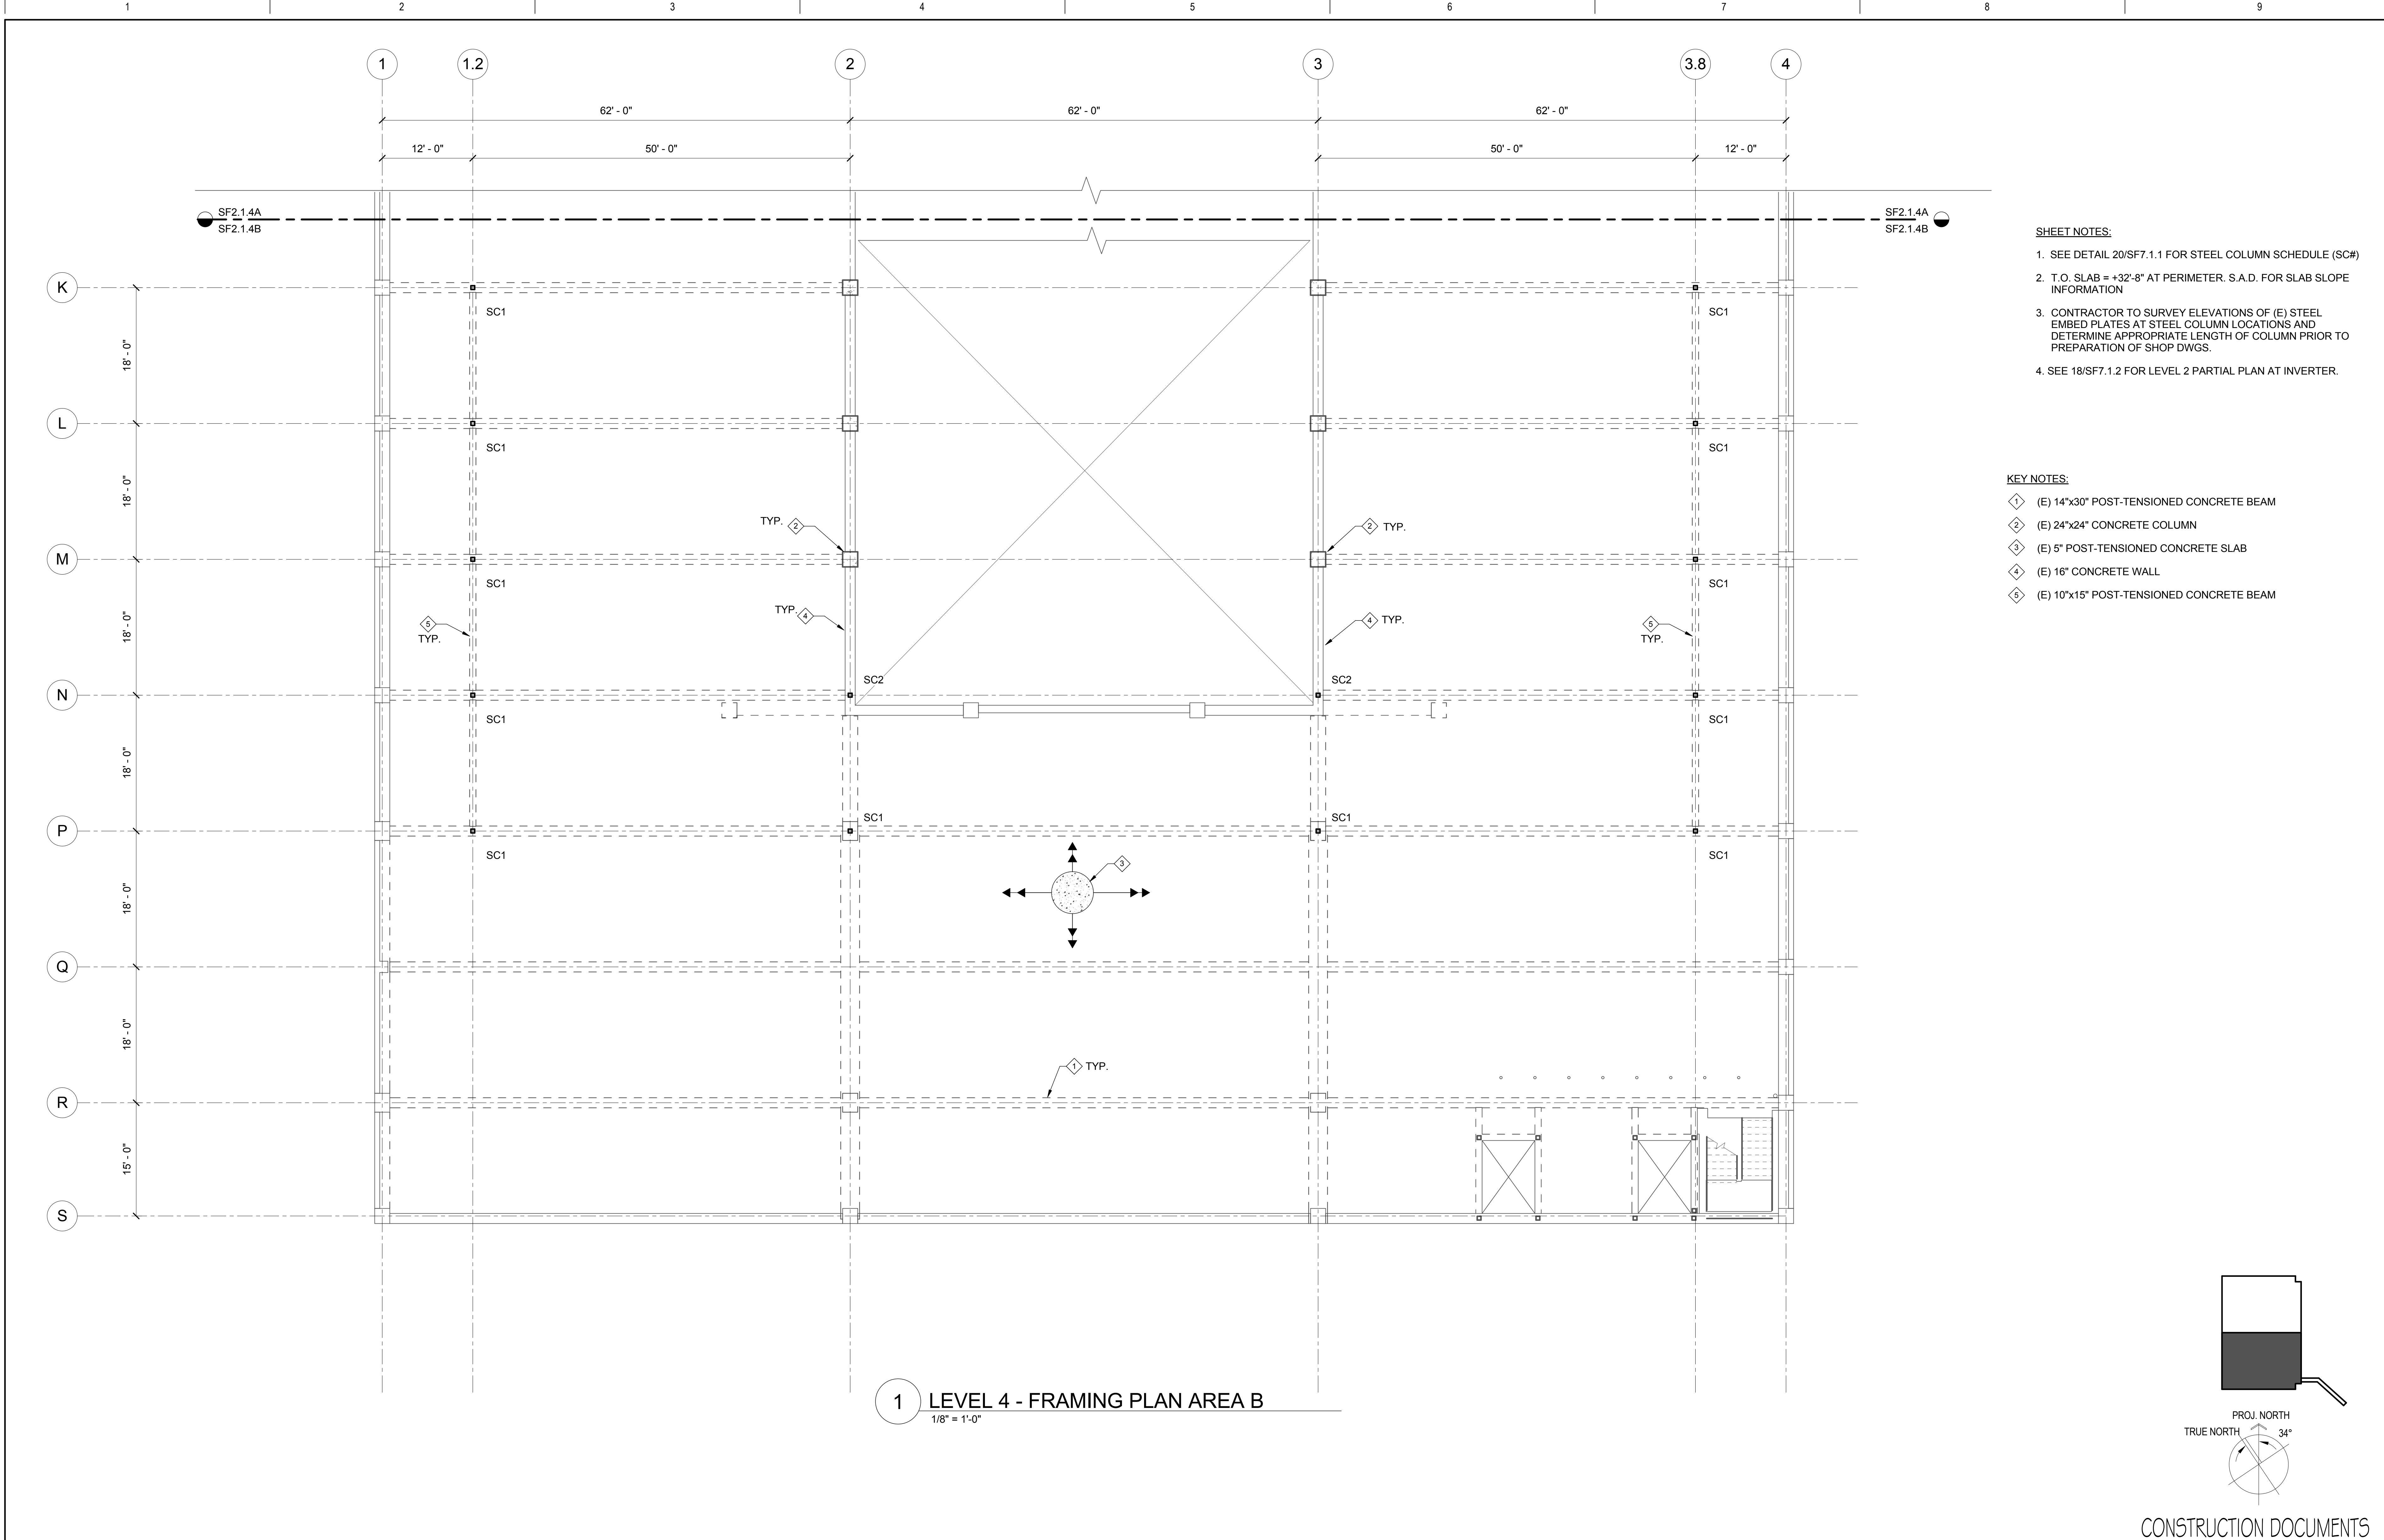 1 2 3 4 5 6 7 8 9
1 1.2 2 3 3.8 4
62' - 0" 62' - 0" 62' - 0"
12' - 0" 50' - 0" 50' - 0" 12' - 0"
SF2.1.4A SF2.1.4A
SF2.1.4B SF2.1.4B
K
SC1 SC1
18' - 0"
L
SC1 SC1
18' - 0"
TYP. 2 2 TYP.
M
SC1 SC1
TYP. 4 4 TYP.
5 5
TYP. TYP.
18' - 0"
SC2 SC2
N
SC1 SC1
18' - 0"
SC1 SC1
P
SC1 SC1
3
18' - 0"
Q
18' - 0"
1 TYP.
R
15' - 0"
S
1 LEVEL 4 - FRAMING PLAN AREA B
1/8" = 1'-0"
SHEET NOTES:
1. SEE DETAIL 20/SF7.1.1 FOR STEEL COLUMN SCHEDULE (SC#)
2. T.O. SLAB = +32'-8" AT PERIMETER. S.A.D. FOR SLAB SLOPE
INFORMATION
3. CONTRACTOR TO SURVEY ELEVATIONS OF (E) STEEL
EMBED PLATES AT STEEL COLUMN LOCATIONS AND
DETERMINE APPROPRIATE LENGTH OF COLUMN PRIOR TO
PREPARATION OF SHOP DWGS.
4. SEE 18/SF7.1.2 FOR LEVEL 2 PARTIAL PLAN AT INVERTER.
KEY NOTES:
1 (E) 14"x30" POST-TENSIONED CONCRETE BEAM
2 (E) 24"x24" CONCRETE COLUMN
3 (E) 5" POST-TENSIONED CONCRETE SLAB
4 (E) 16" CONCRETE WALL
5 (E) 10"x15" POST-TENSIONED CONCRETE BEAM
PROJ. NORTH
TRUE NORTH 34°
CONSTRUCTION DOCUMENTS